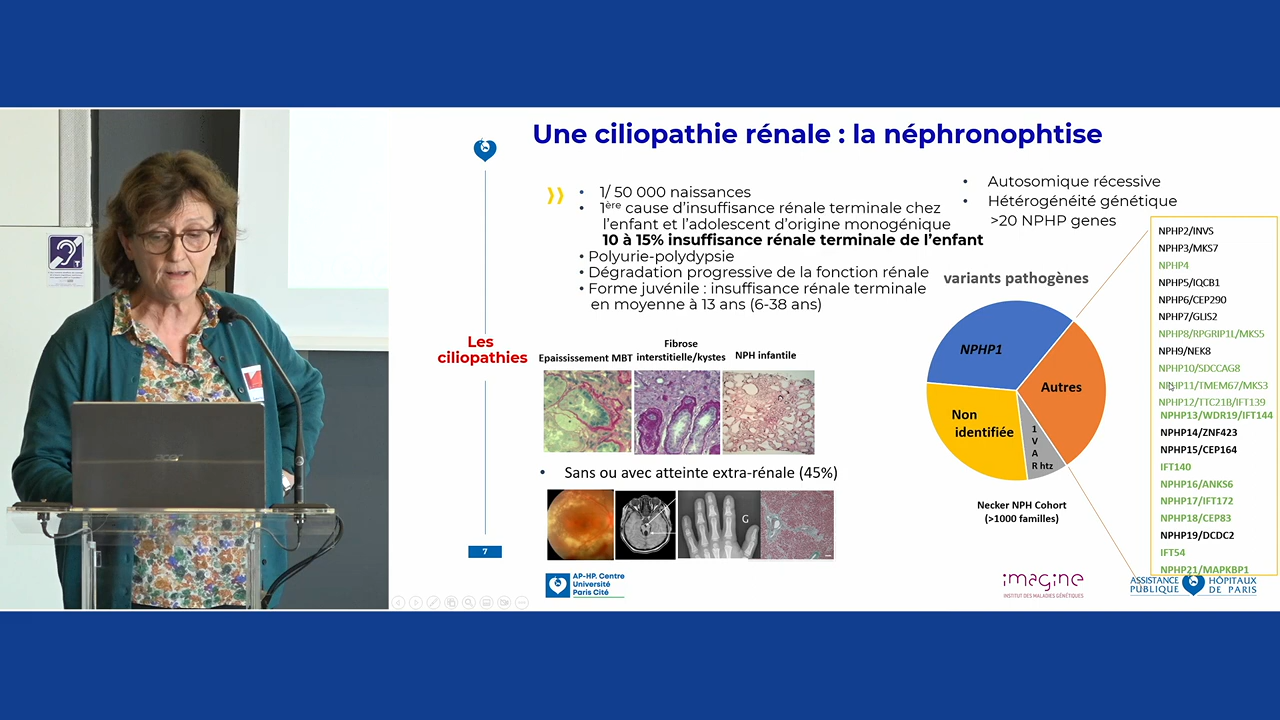 Une ciliopathie rénale : la néphronophtise
1/ 50 000 naissances
1ère cause d'insuffisance rénale terminale chez
l'enfant et l'adolescent d'origine monogénique
10 à 15% insuffisance rénale terminale de l'enfant
Polyurie-polydypsie
Dégradation progressive de la fonction rénale
Forme juvénile : insuffisance rénale terminale
en moyenne à 13 ans (6-38 ans)
Autosomique récessive
Hétérogénéité génétique
>20 NPHP genes
Les
ciliopathies
Epaississement MBT
Fibrose
interstitielle/kystes
NPH infantile
Sans ou avec atteinte extra-rénale (45%)
G
variants pathogènes
NPHP1
Autres
Non
identifiée
1
V
A
R htz
Necker NPH Cohort
(>1000 familles)
NPHP2/INVS
NPHP3/MKS7
NPHP4
NPHP5/IQCB1
NPHP6/CEP290
NPHP7/GLIS2
NPHP8/RPGRIP1L/MKS5
NPH9/NEK8
NPHP10/SDCCAG8
NPHP11/TMEM67/MKS3
NPHP12/TTC21B/IFT139
NPHP13/WDR19/IFT144
NPHP14/ZNF423
NPHP15/CEP164
IFT140
NPHP16/ANKS6
NPHP17/IFT172
NPHP18/CEP83
NPHP19/DCDC2
IFT54
NPHP21/MAPKBP1
7
AP-HP. Centre
Université
Paris Cité
imagine
INSTITUT DES MALADIES GÉNÉTIQUES
ASSISTANCE HÔPITAUX
PUBLIQUE DE PARIS
acer